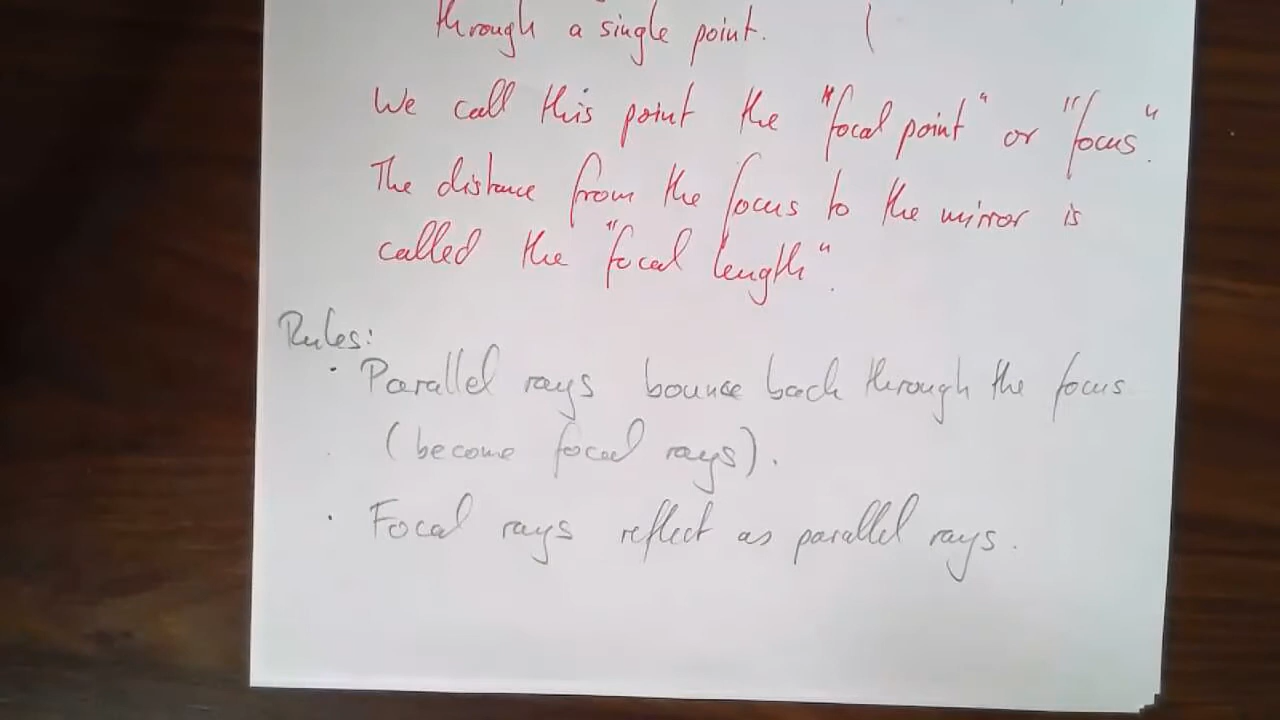 through a single point.
We call this point the "focal point" or "focus".
The distance from the focus to the mirror is
called the "focal length".
Rules:
· Parallel rays bounce back through the focus
(become focal rays).
· Focal rays reflect as parallel rays.